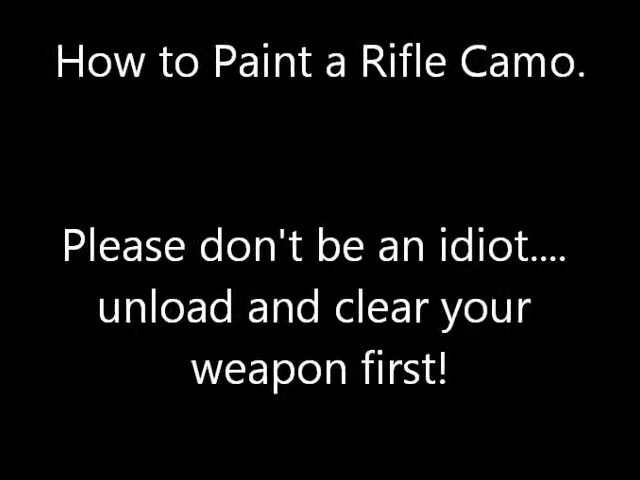 How to Paint a Rifle Camo.
Please don't be an idiot....
unload and clear your
weapon first!